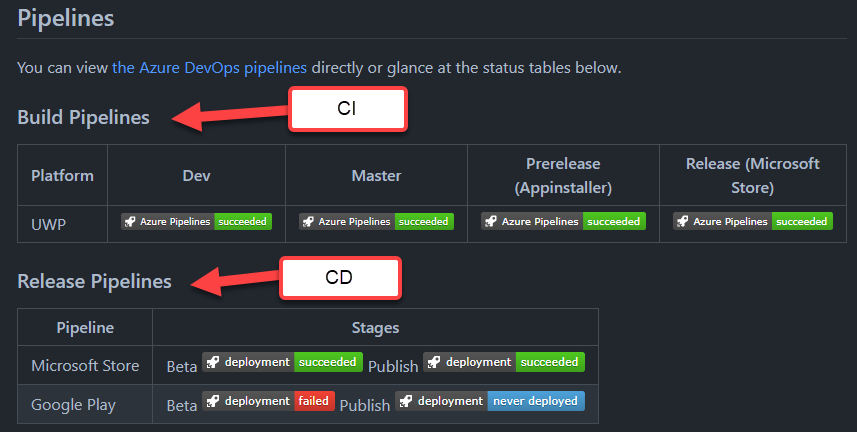 Pipelines
You can view the Azure DevOps pipelines directly or glance at the status tables below.
CI
Build Pipelines
Platform Dev Master Prerelease (Appinstaller) Release (Microsoft Store)
UWP Azure Pipelines succeeded Azure Pipelines succeeded Azure Pipelines succeeded Azure Pipelines succeeded
CD
Release Pipelines
Pipeline Stages
Microsoft Store Beta deployment succeeded Publish deployment succeeded
Google Play Beta deployment failed Publish deployment never deployed